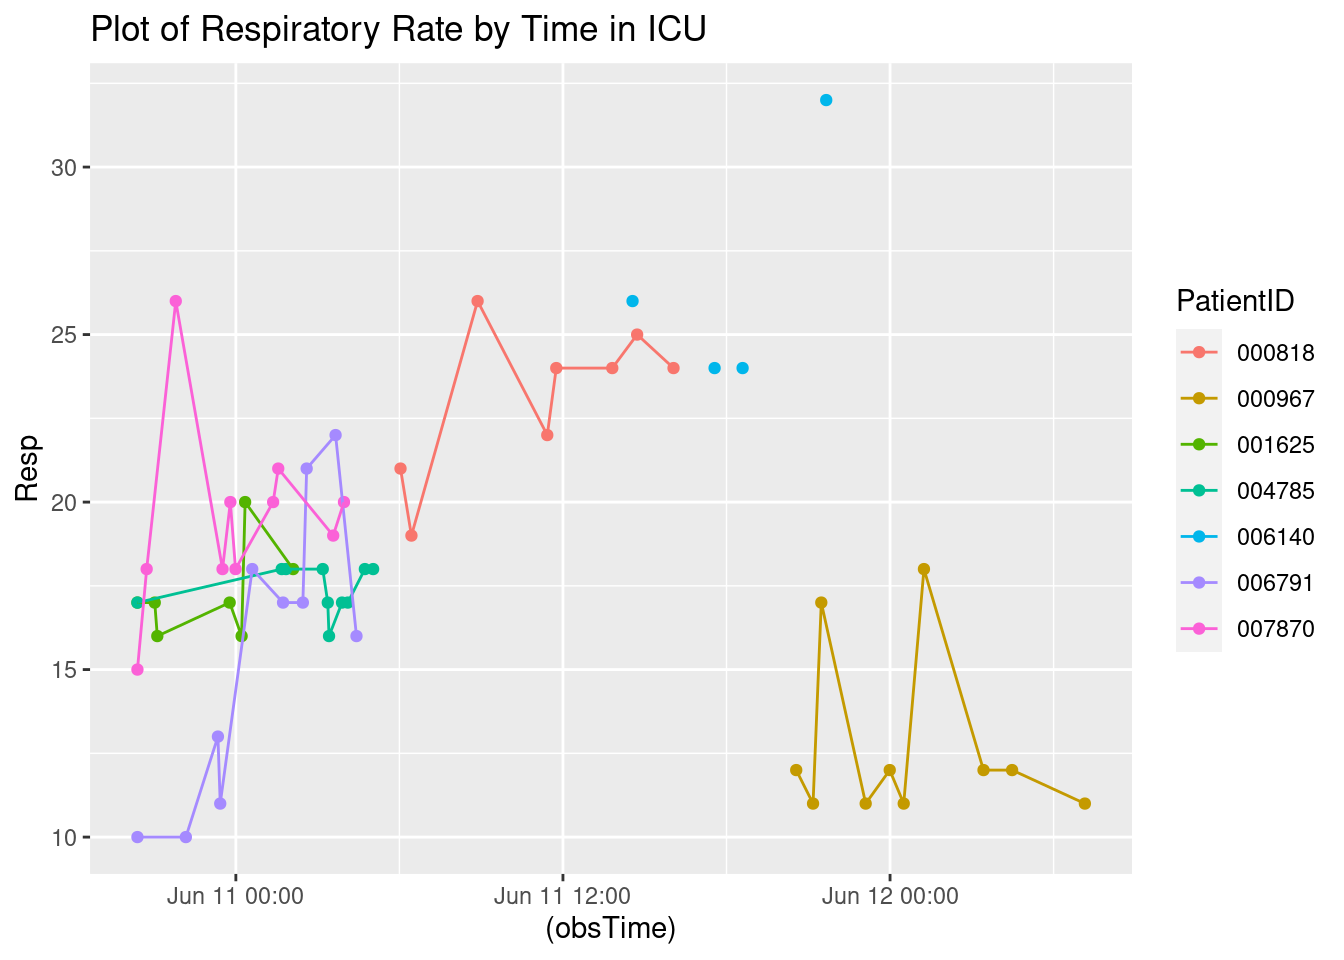 Plot of Respiratory Rate by Time in ICU
30
25
20
15
10
Resp
Jun 11 00:00
Jun 11 12:00
Jun 12 00:00
(obsTime)
PatientID
000818
000967
001625
004785
006140
006791
007870